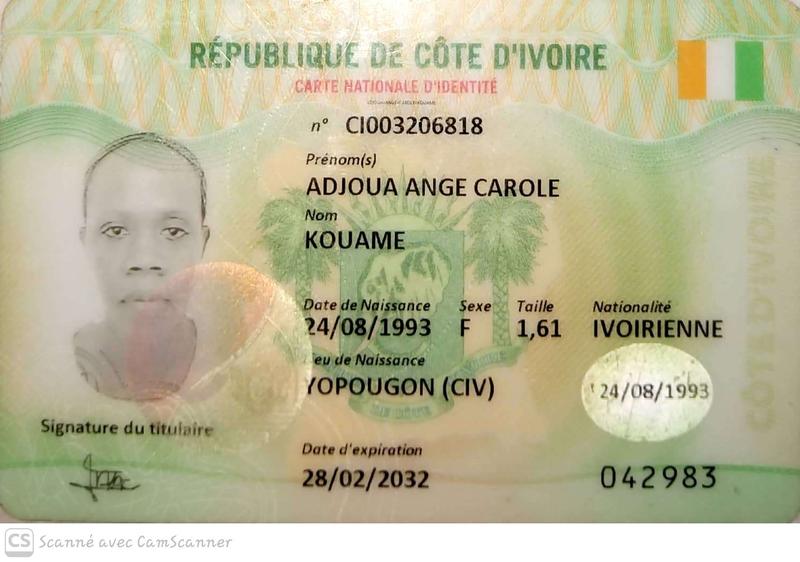 RÉPUBLIQUE DE CÔTE D'IVOIRE
CARTE NATIONALE D'IDENTITÉ
n° CI003206818
Prénom(s)
ADJOUA ANGE CAROLE
Nom
KOUAME
Date de Naissance Sexe Taille Nationalité
24/08/1993 F 1,61 IVOIRIENNE
eu de Naissance
YOPOUGON (CIV)
24/08/1993
Signature du titulaire
Date d'expiration
28/02/2032
042983
CÔTE D'IVOIRE
CS Scanné avec CamScanner